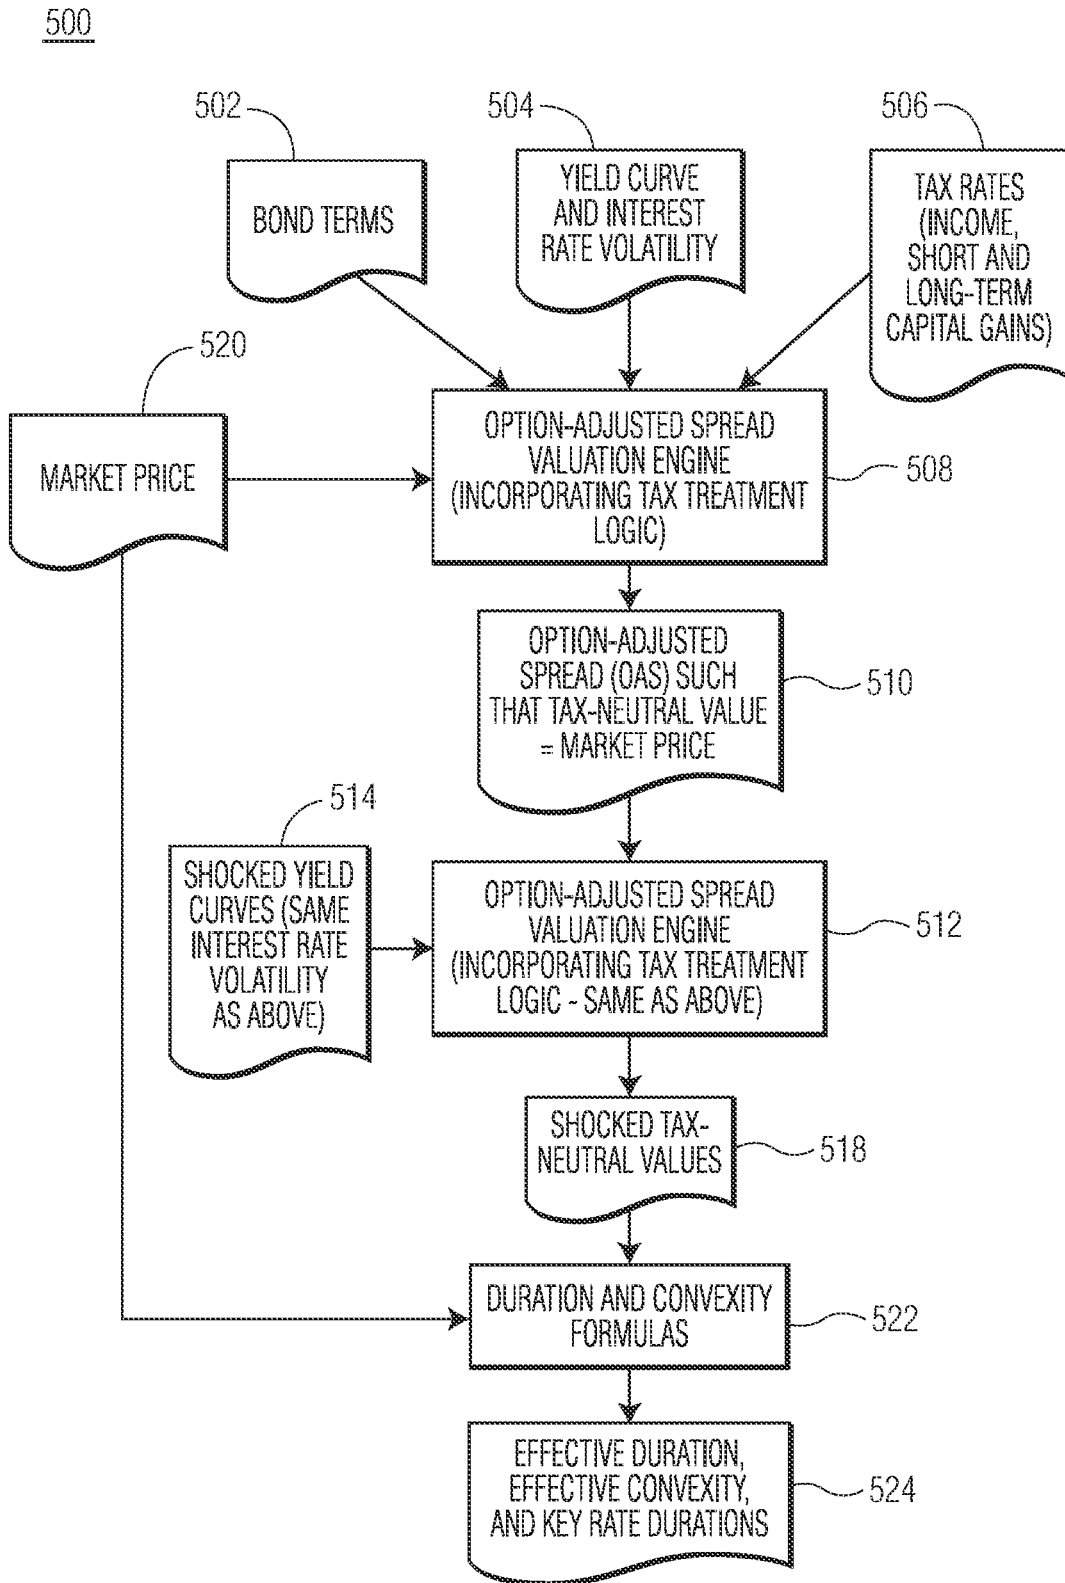 500
502
504
506
BOND TERMS
YIELD CURVE
AND INTEREST
RATE VOLATILITY
TAX RATES
(INCOME,
SHORT AND
LONG-TERM
CAPITAL GAINS)
520
MARKET PRICE
OPTION-ADJUSTED SPREAD
VALUATION ENGINE
(INCORPORATING TAX TREATMENT
LOGIC)
508
OPTION-ADJUSTED
SPREAD (OAS) SUCH
THAT TAX-NEUTRAL VALUE
= MARKET PRICE
510
514
SHOCKED YIELD
CURVES (SAME
INTEREST RATE
VOLATILITY
AS ABOVE)
OPTION-ADJUSTED SPREAD
VALUATION ENGINE
(INCORPORATING TAX TREATMENT
LOGIC - SAME AS ABOVE)
512
SHOCKED TAX-
NEUTRAL VALUES
518
DURATION AND CONVEXITY
FORMULAS
522
EFFECTIVE DURATION,
EFFECTIVE CONVEXITY,
AND KEY RATE DURATIONS
524